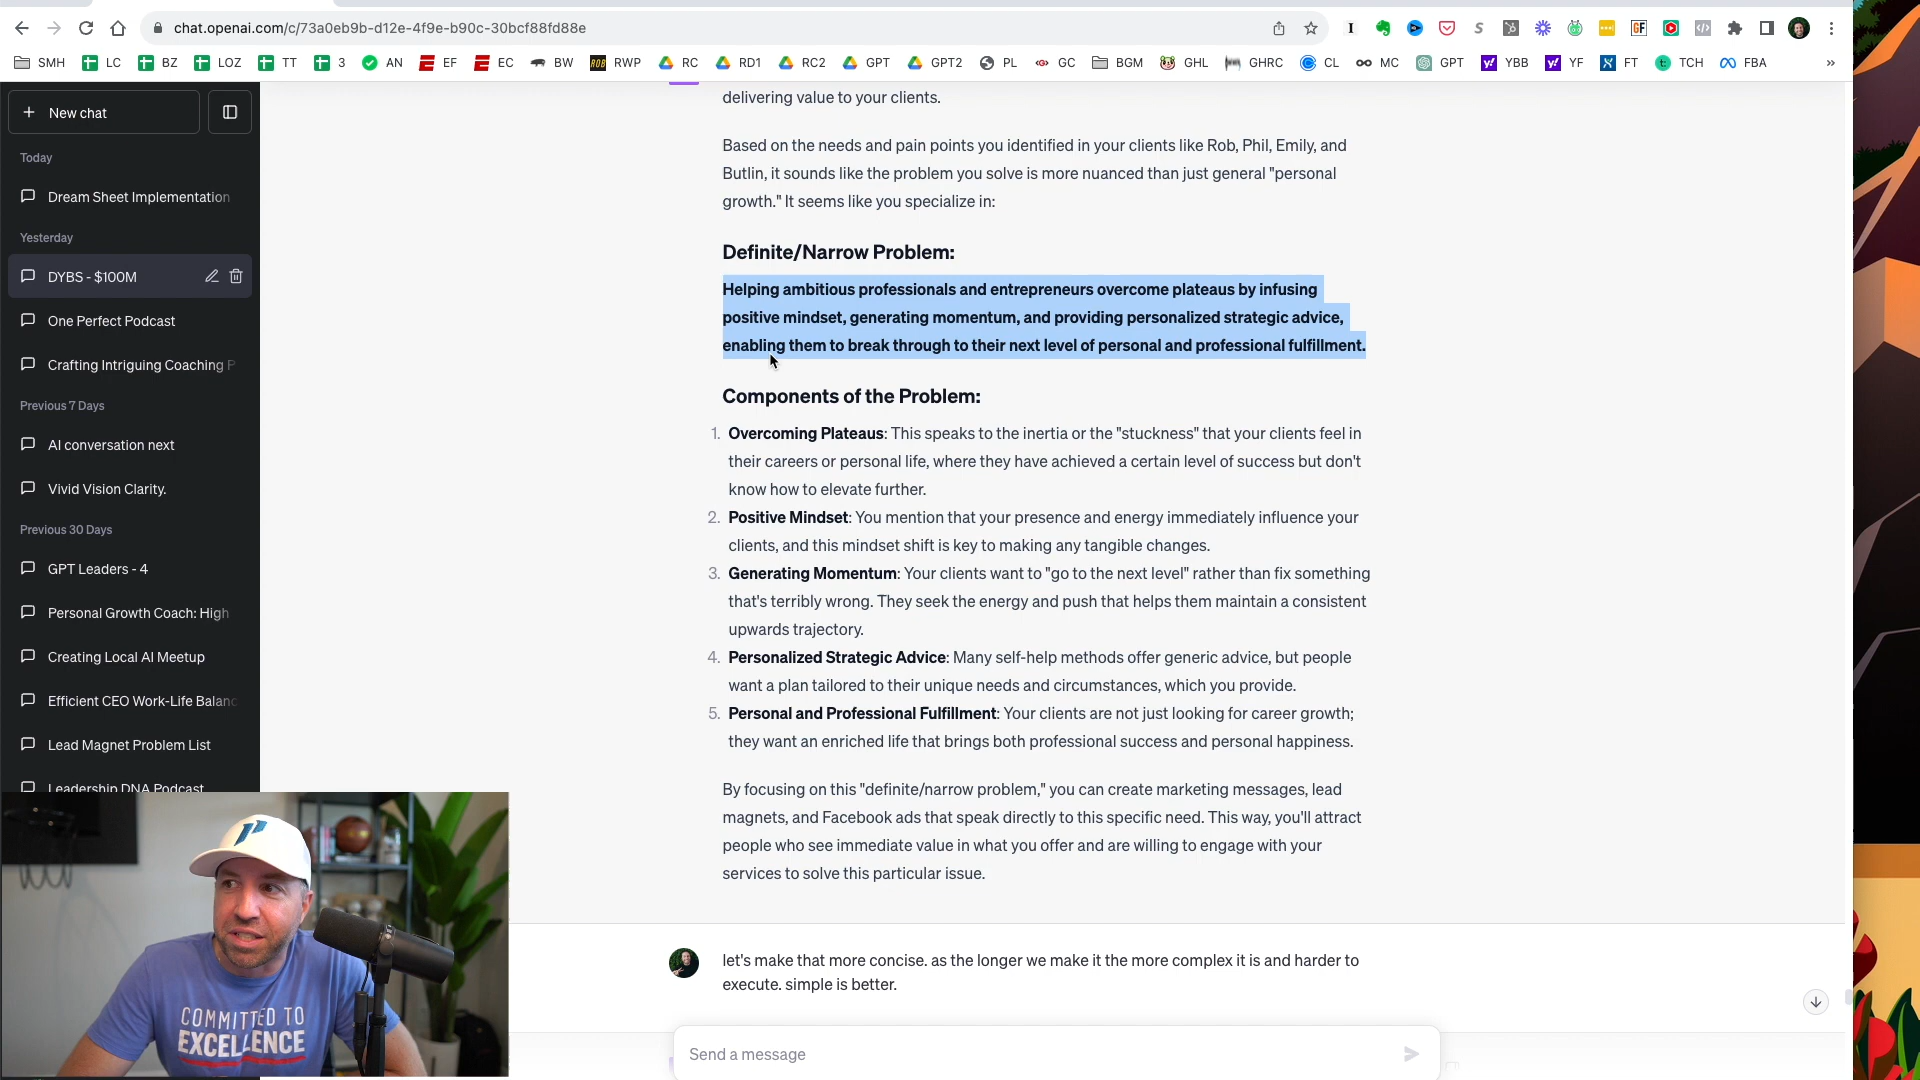 chat.openai.com/c/73a0eb9b-d12e-4f9e-b90c-30bcf88fd88e
SMH LC BZ LOZ TT 3 AN EF EC BW RWP RC RD1 RC2 GPT GPT2 PL GC BGM GHL GHRC CL MC GPT YBB YF FT TCH FBA »
New chat
Today
Dream Sheet Implementation
Yesterday
DYBS - $100M
One Perfect Podcast
Crafting Intriguing Coaching P
Previous 7 Days
AI conversation next
Vivid Vision Clarity.
Previous 30 Days
GPT Leaders - 4
Personal Growth Coach: High
Creating Local AI Meetup
Efficient CEO Work-Life Balanc
Lead Magnet Problem List
Leadership DNA Podcast
delivering value to your clients.
Based on the needs and pain points you identified in your clients like Rob, Phil, Emily, and
Butlin, it sounds like the problem you solve is more nuanced than just general "personal
growth." It seems like you specialize in:
Definite/Narrow Problem:
Helping ambitious professionals and entrepreneurs overcome plateaus by infusing
positive mindset, generating momentum, and providing personalized strategic advice,
enabling them to break through to their next level of personal and professional fulfillment.
Components of the Problem:
1. Overcoming Plateaus: This speaks to the inertia or the "stuckness" that your clients feel in
their careers or personal life, where they have achieved a certain level of success but don't
know how to elevate further.
2. Positive Mindset: You mention that your presence and energy immediately influence your
clients, and this mindset shift is key to making any tangible changes.
3. Generating Momentum: Your clients want to "go to the next level" rather than fix something
that's terribly wrong. They seek the energy and push that helps them maintain a consistent
upwards trajectory.
4. Personalized Strategic Advice: Many self-help methods offer generic advice, but people
want a plan tailored to their unique needs and circumstances, which you provide.
5. Personal and Professional Fulfillment: Your clients are not just looking for career growth;
they want an enriched life that brings both professional success and personal happiness.
By focusing on this "definite/narrow problem," you can create marketing messages, lead
magnets, and Facebook ads that speak directly to this specific need. This way, you'll attract
people who see immediate value in what you offer and are willing to engage with your
services to solve this particular issue.
let's make that more concise. as the longer we make it the more complex it is and harder to
execute. simple is better.
Send a message
COMMITTED TO
EXCELLENCE